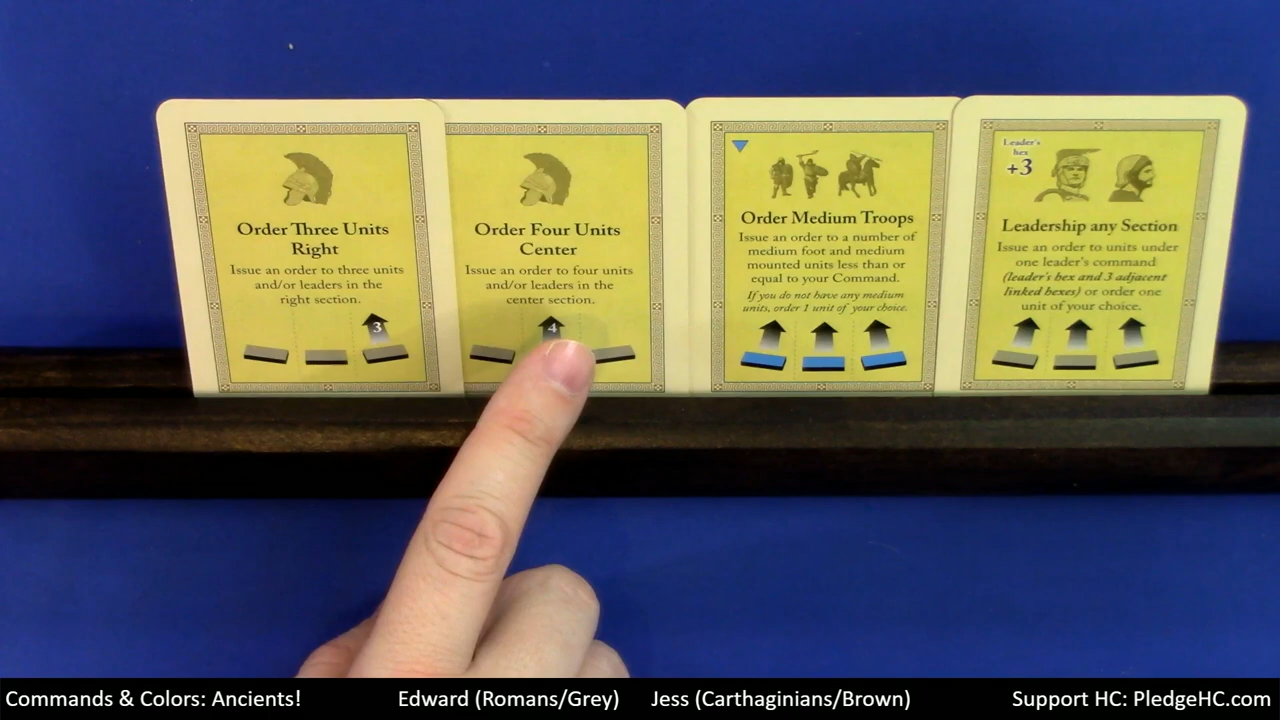 Order Three Units
Right
Issue an order to three units
and/or leaders in the
right section.
3
Order Four Units
Center
Issue an order to four units
and/or leaders in the
center section.
4
Order Medium Troops
Issue an order to a number of
medium foot and medium
mounted units less than or
equal to your Command.
If you do not have any medium
units, order 1 unit of your choice.
Leader's
hex
+3
Leadership any Section
Issue an order to units under
one leader's command
(leader's hex and 3 adjacent
linked hexes) or order one
unit of your choice.
Commands & Colors: Ancients! Edward (Romans/Grey) Jess (Carthaginians/Brown) Support HC: PledgeHC.com